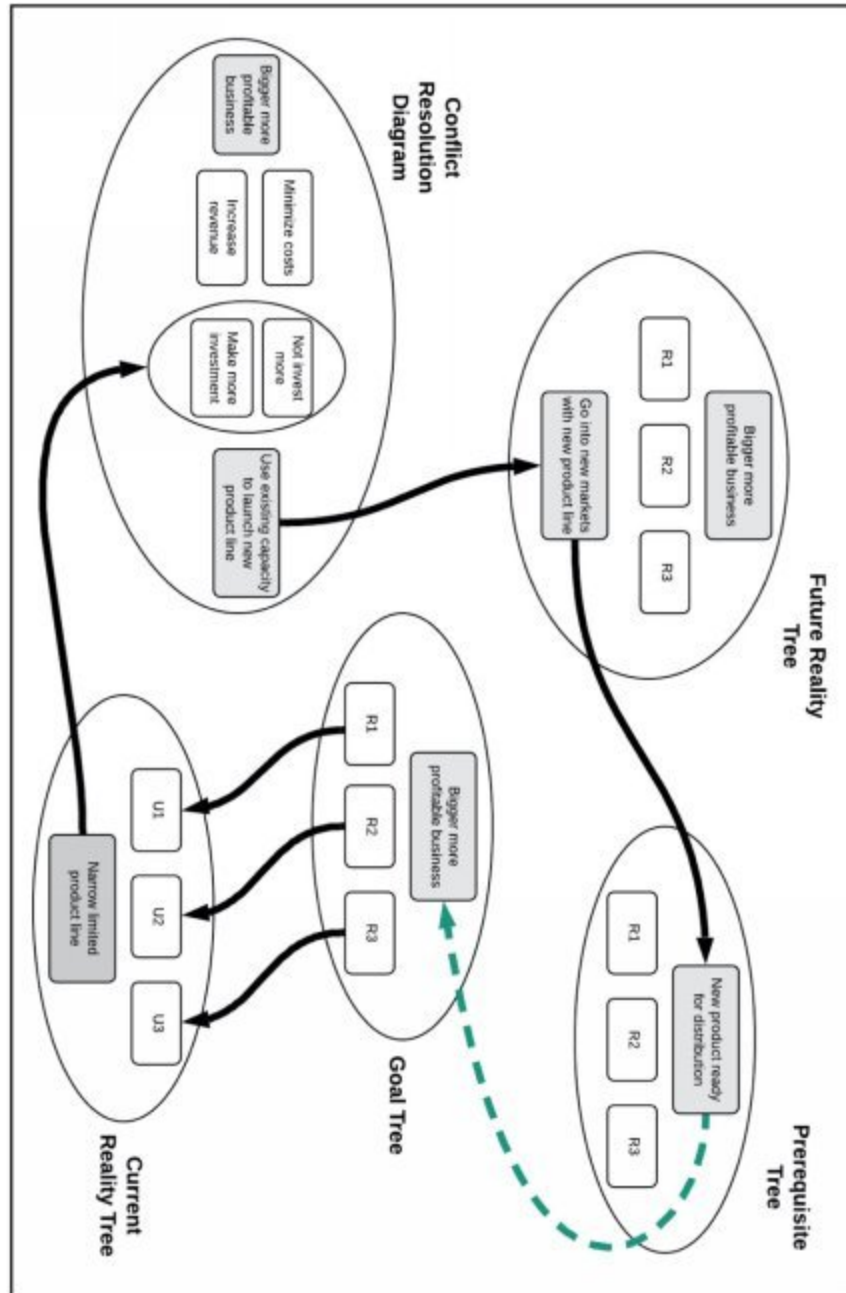 Future Reality
Tree
Bigger more
profitable business
R1
R2
R3
Go into new markets
with new product line
Prerequisite
Tree
New product ready
for distribution
R1
R2
R3
Conflict
Resolution
Diagram
Bigger more
profitable
business
Minimize costs
Increase
revenue
Not invest
more
Make more
investment
Use existing capacity
to launch new
product line
Goal Tree
Bigger more
profitable business
R1
R2
R3
Current
Reality Tree
U1
U2
U3
Narrow limited
product line